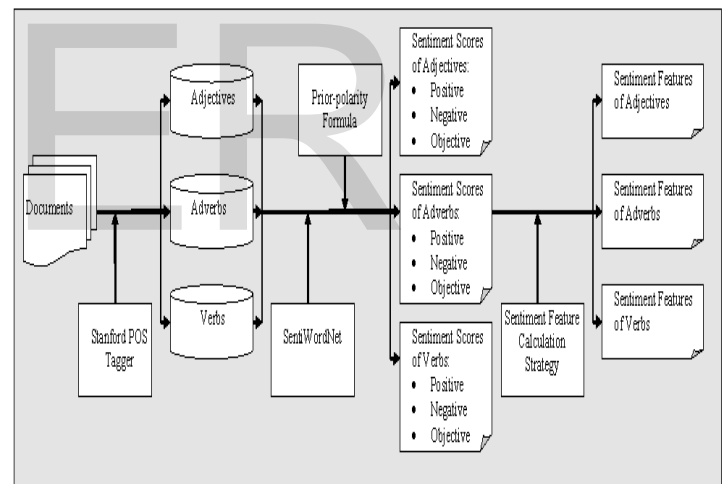 ER
Documents
Stanford POS
Tagger
Adjectives
Adverbs
Verbs
Prior-polarity
Formula
SentiWordNet
Sentiment Scores
of Adjectives:
• Positive
• Negative
• Objective
Sentiment Scores
of Adverbs:
• Positive
• Negative
• Objective
Sentiment Scores
of Verbs:
• Positive
• Negative
• Objective
Sentiment Feature
Calculation
Strategy
Sentiment Features
of Adjectives
Sentiment Features
of Adverbs
Sentiment Features
of Verbs